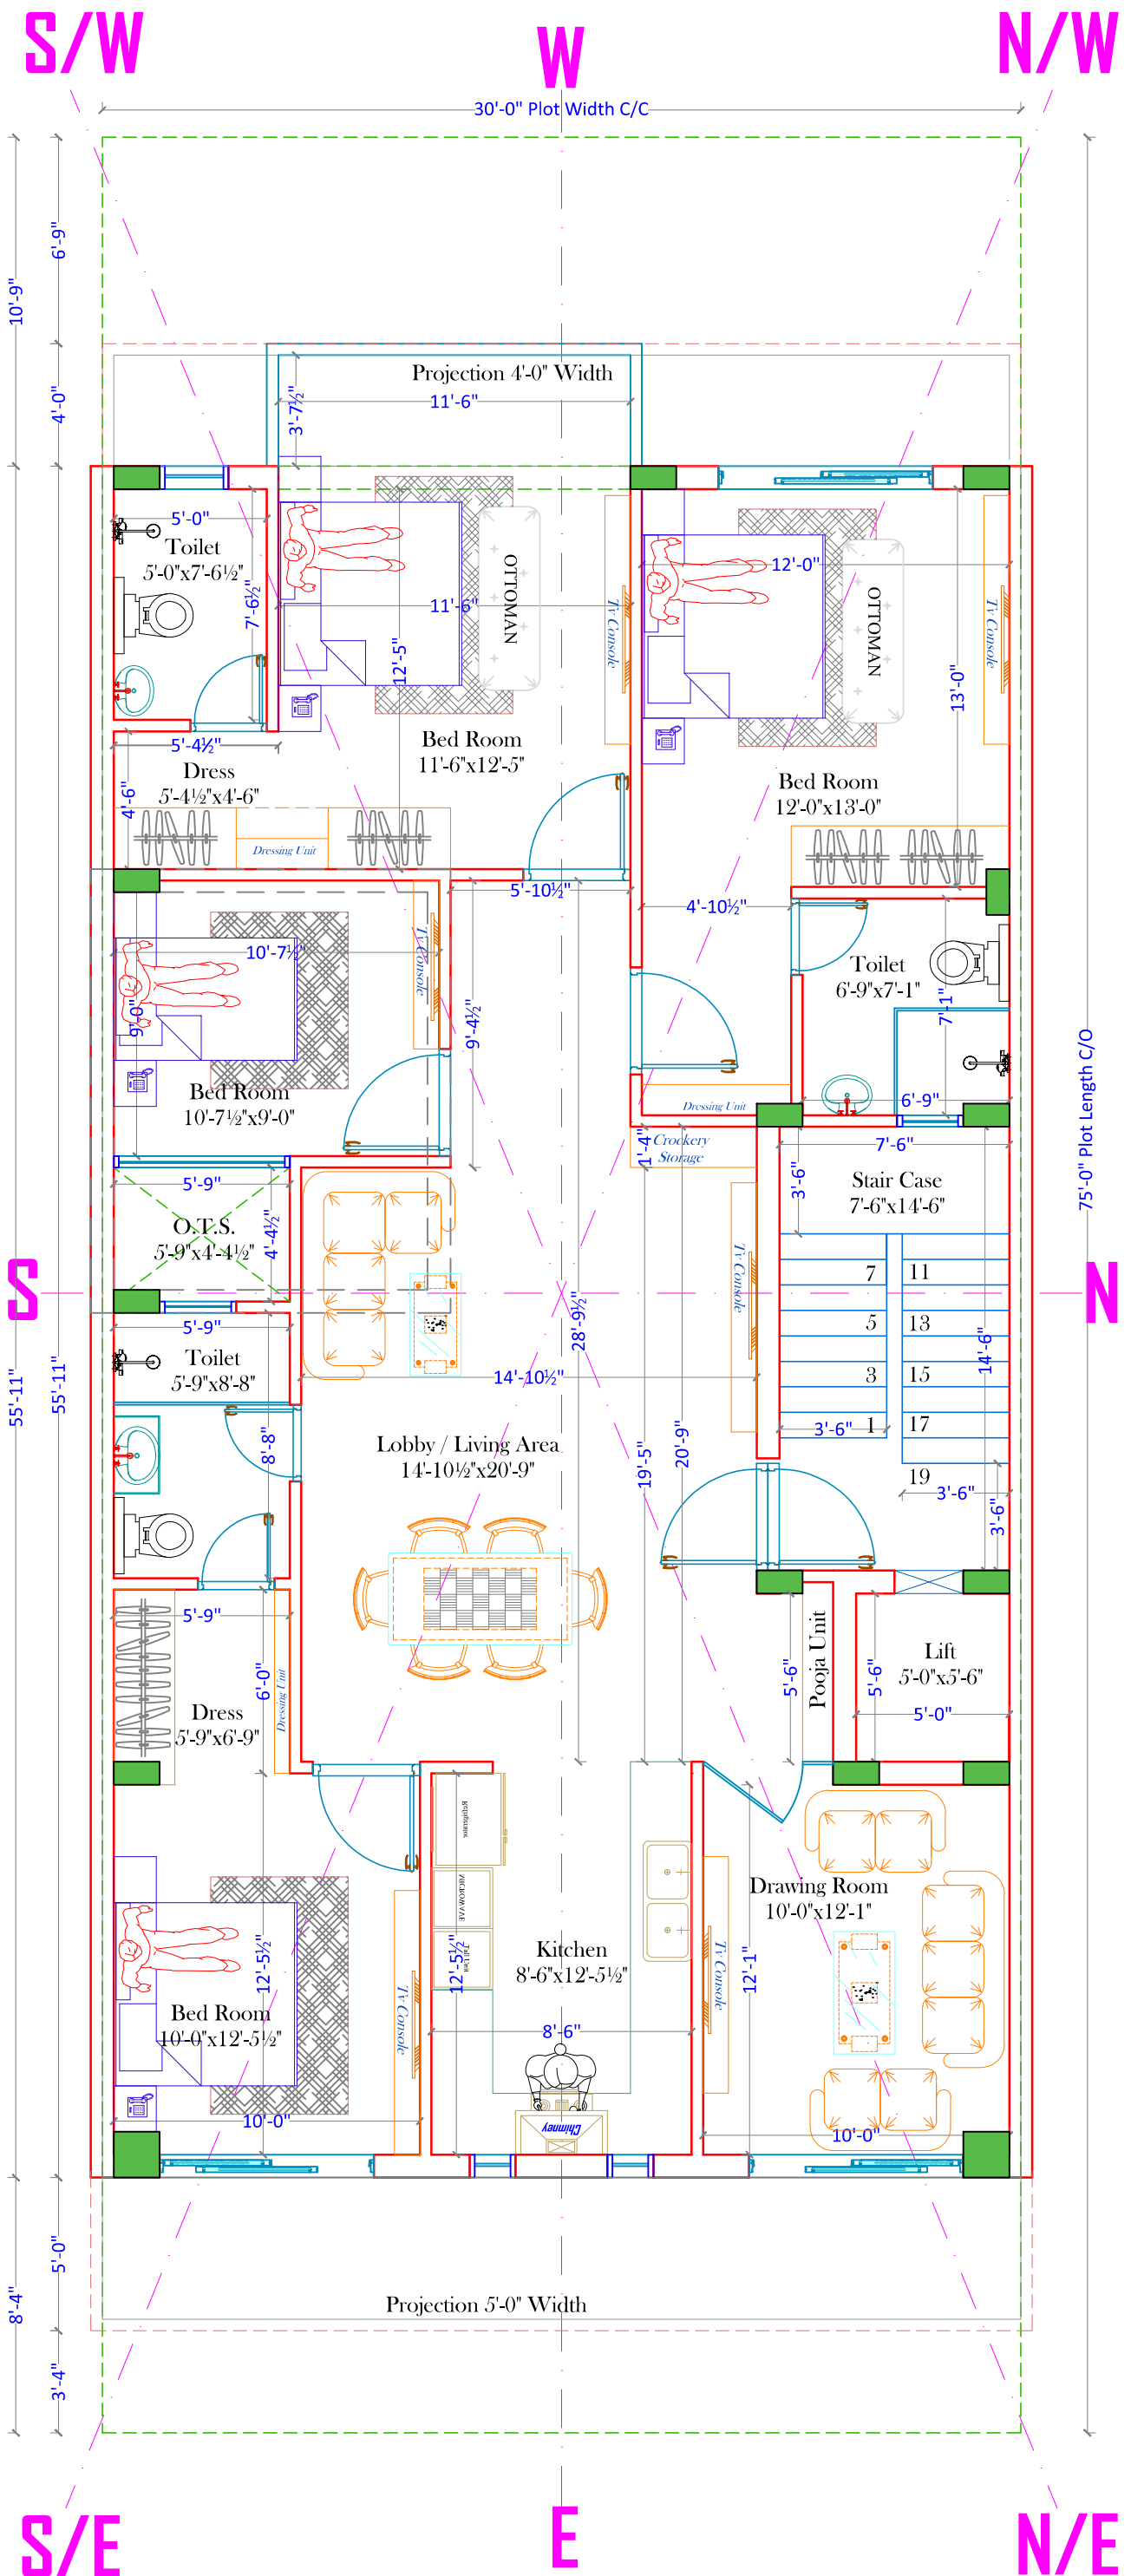 S/W
W
N/W
30'-0" Plot Width C/C
10'-9"
6'-9"
4'-0"
Projection 4'-0" Width
11'-6"
3'-7½"
5'-0"
Toilet
5'-0"x7'-6½"
7'-6½"
11'-6"
12'-5"
OTTOMAN
Tv Console
Bed Room
11'-6"x12'-5"
12'-0"
OTTOMAN
Tv Console
13'-0"
Bed Room
12'-0"x13'-0"
5'-4½"
Dress
5'-4½"x4'-6"
4'-6"
Dressing Unit
5'-10½"
4'-10½"
10'-7½"
Tv Console
9'-0"
9'-4½"
Bed Room
10'-7½"x9'-0"
Toilet
6'-9"x7'-1"
7'-1"
6'-9"
Dressing Unit
Crockery
Storage
1'-4"
7'-6"
3'-6"
Stair Case
7'-6"x14'-6"
75'-0" Plot Length C/O
5'-9"
O.T.S.
5'-9"x4'-4½"
4'-4½"
S
N
Tv Console
28'-9½"
7
11
5
13
3
15
1
17
19
14'-6"
3'-6"
3'-6"
3'-6"
55'-11"
55'-11"
5'-9"
Toilet
5'-9"x8'-8"
8'-8"
14'-10½"
Lobby / Living Area
14'-10½"x20'-9"
19'-5"
20'-9"
5'-9"
6'-0"
Dress
5'-9"x6'-9"
Dressing Unit
5'-6"
Pooja Unit
5'-6"
Lift
5'-0"x5'-6"
5'-0"
Refrigirator
MICROWAVE
Tall Unit
12'-5½"
Kitchen
8'-6"x12'-5½"
8'-6"
Chimney
Drawing Room
10'-0"x12'-1"
12'-1"
Tv Console
10'-0"
12'-5½"
Bed Room
10'-0"x12'-5½"
Tv Console
10'-0"
8'-4"
5'-0"
3'-4"
Projection 5'-0" Width
S/E
E
N/E